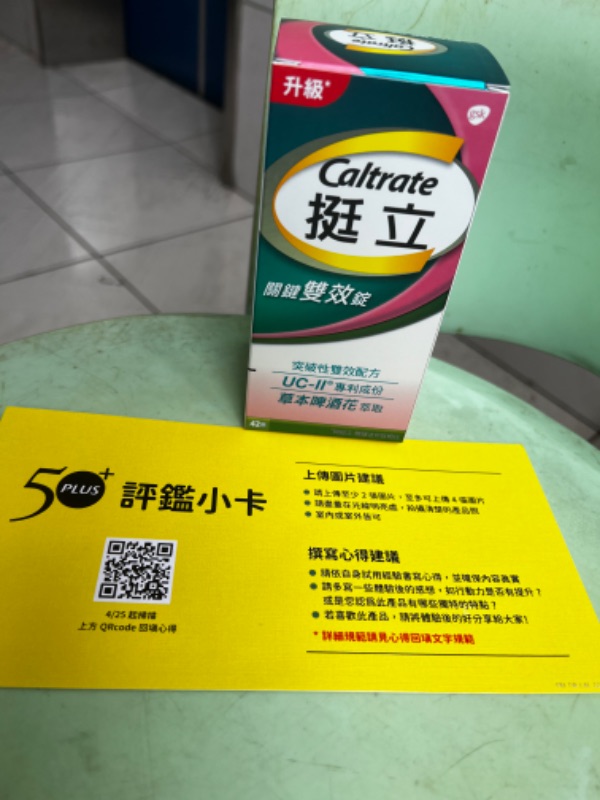 Caltrate
挺立
升級*
gsk
Caltrate
挺立
關鍵雙效錠
突破性雙效配方
UC-II®專利成份
草本啤酒花 萃取
42錠
50+
PLUS
評鑑小卡
4/25 起掃描
上方 QRcode 回填心得
上傳圖片建議
● 請上傳至少 2 張圖片，至多可上傳 4 張圖片
● 請盡量在光線明亮處，拍攝清楚的產品照
● 室內或室外皆可
撰寫心得建議
● 請依自身試用經驗書寫心得，並確保內容真實
● 請多寫一些體驗後的感想，如行動力是否有提升？
或是您認為此產品有哪些獨特的特點？
● 若喜歡此產品，請將體驗後的好分享給大家!
* 詳細規範請見心得回填文字規範